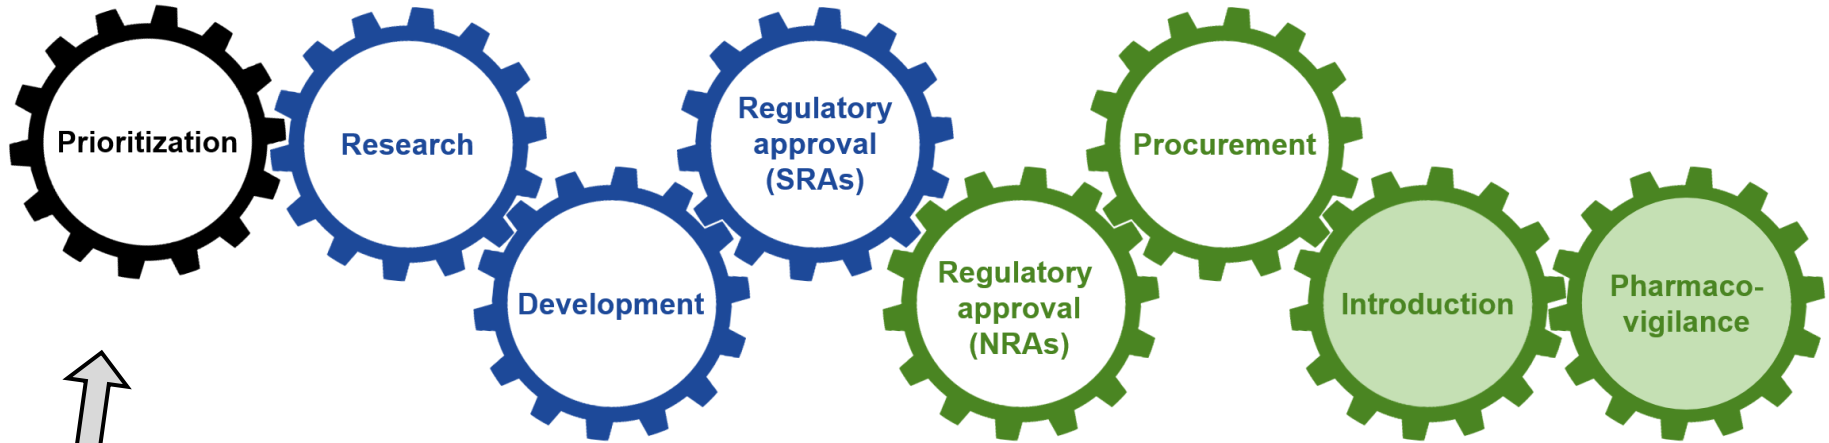 Prioritization
Research
Development
Regulatory
approval
(SRAs)
Regulatory
approval
(NRAs)
Procurement
Introduction
Pharmaco-
vigilance